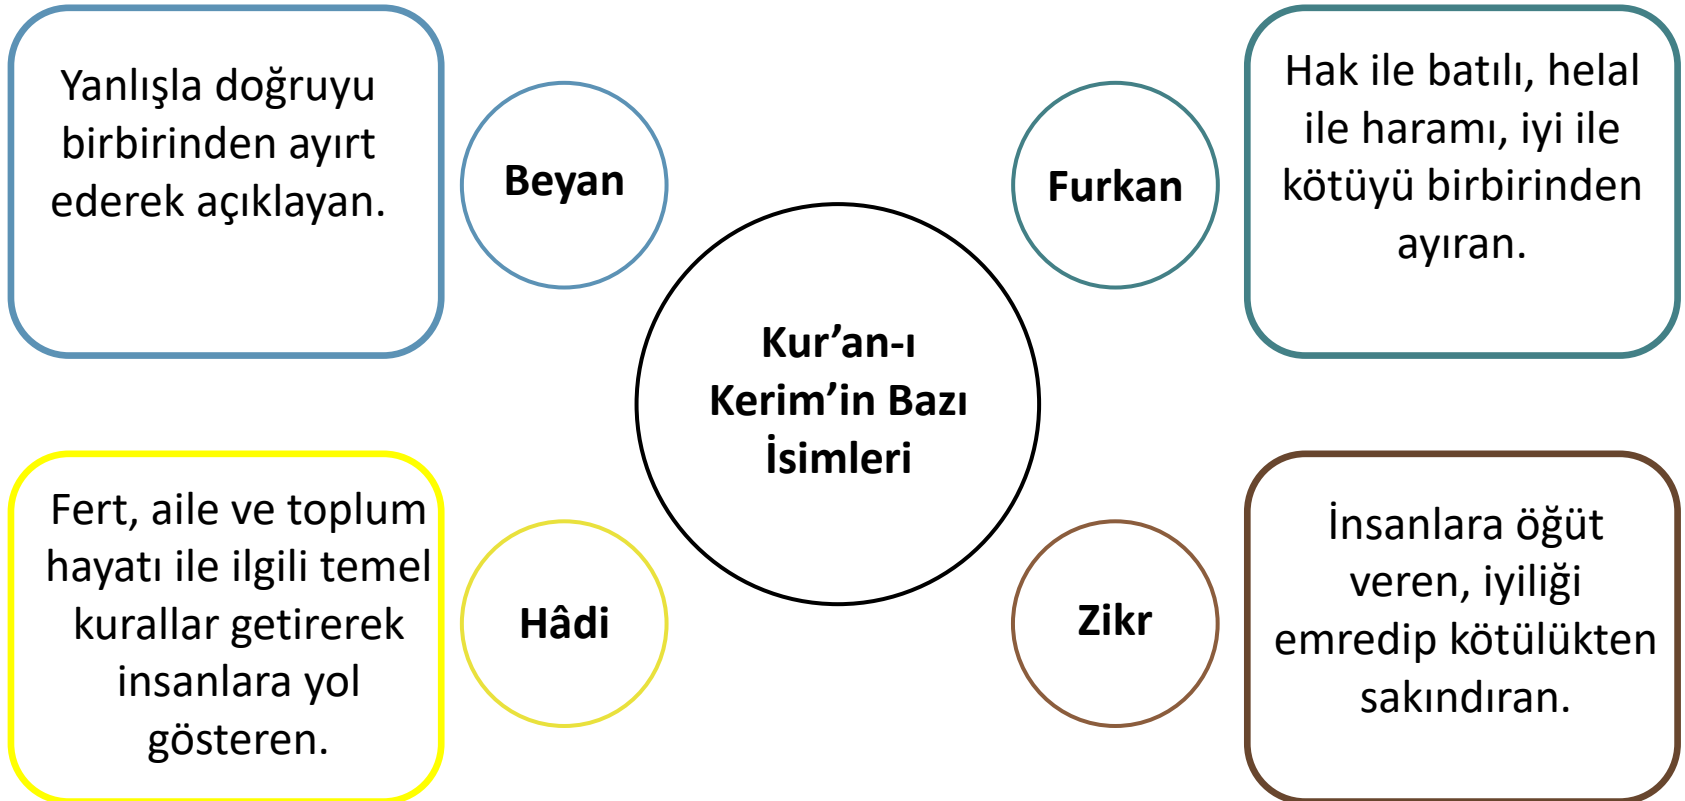 Yanlışla doğruyu
birbirinden ayırt
ederek açıklayan.
Beyan
Furkan
Hak ile batılı, helal
ile haramı, iyi ile
kötüyü birbirinden
ayıran.
Kur’an-ı
Kerim’in Bazı
İsimleri
Fert, aile ve toplum
hayatı ile ilgili temel
kurallar getirerek
insanlara yol
gösteren.
Hâdi
Zikr
İnsanlara öğüt
veren, iyiliği
emredip kötülükten
sakındıran.